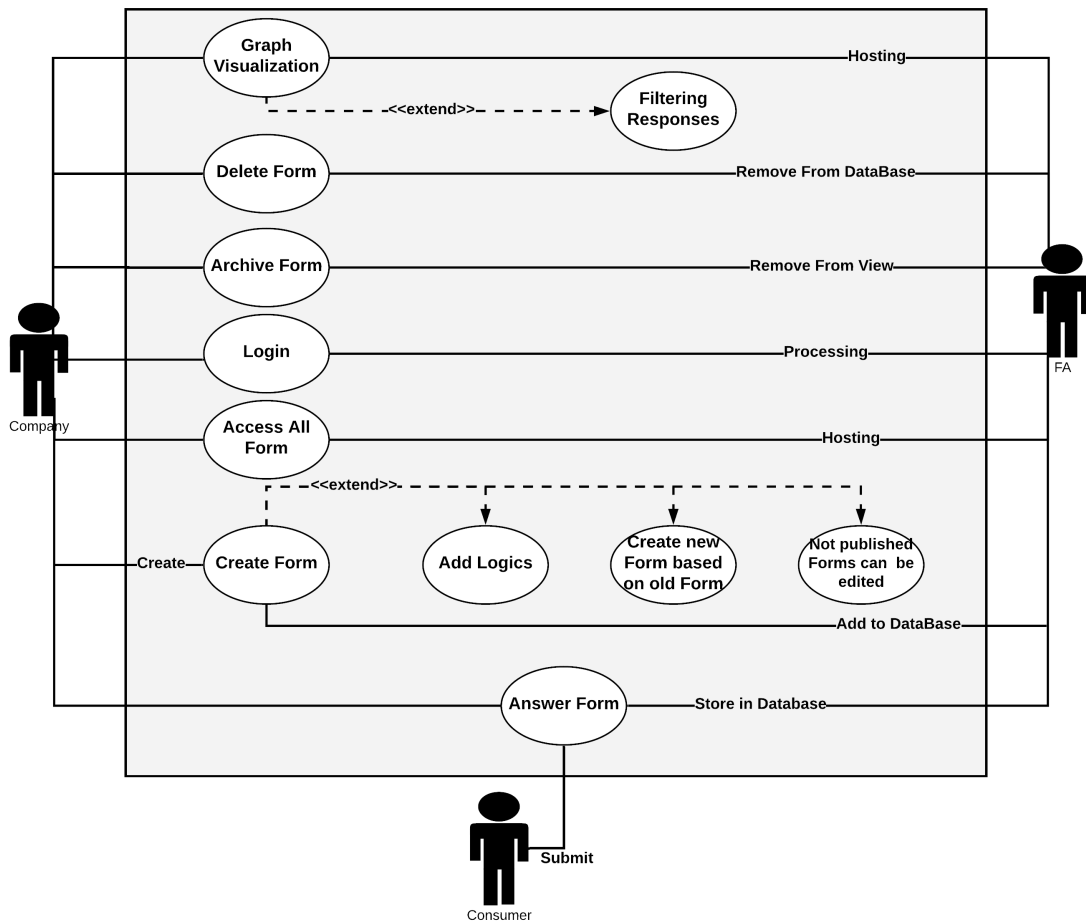 Graph
Visualization
Hosting
<<extend>>
Filtering
Responses
Delete Form
Remove From DataBase
Archive Form
Remove From View
Login
Processing
FA
Company
Access All
Form
Hosting
<<extend>>
Create
Create Form
Add Logics
Create new
Form based
on old Form
Not published
Forms can be
edited
Add to DataBase
Answer Form
Store in Database
Submit
Consumer